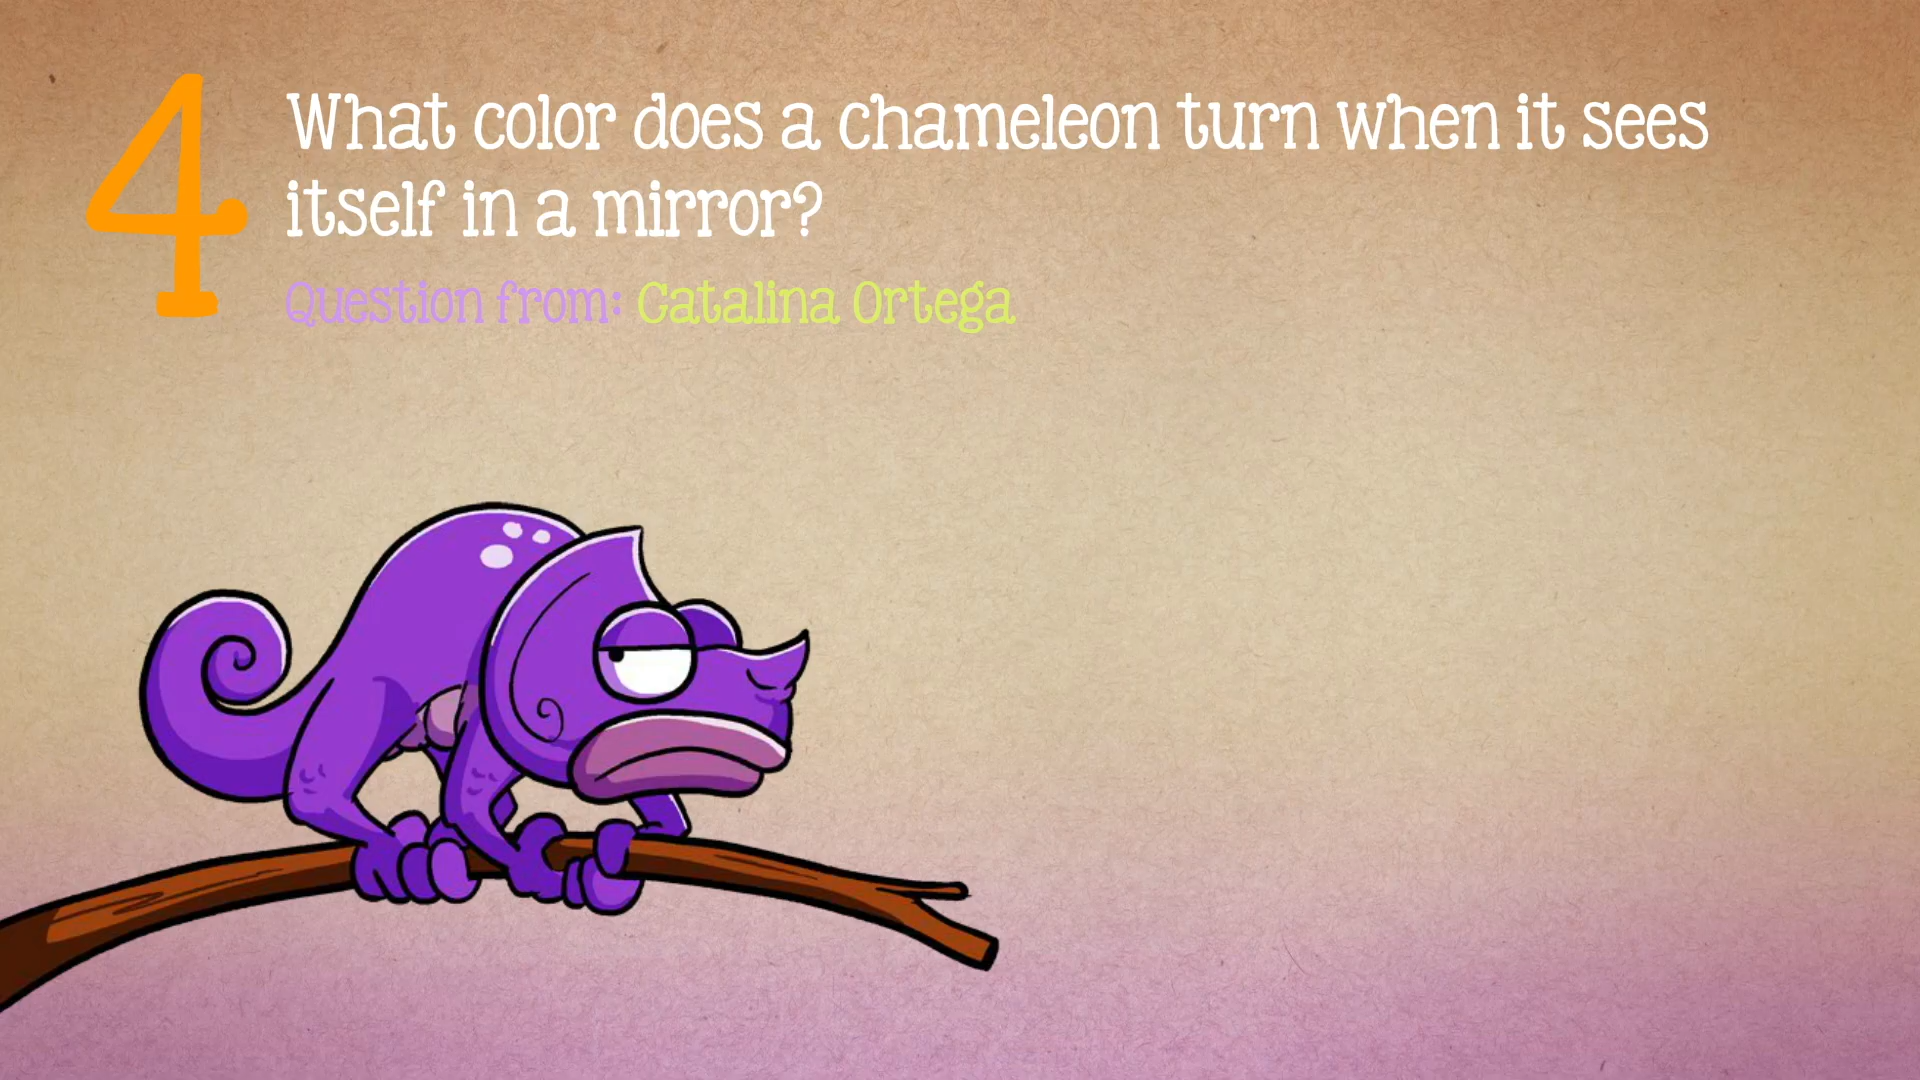 4
What color does a chameleon turn when it sees
itself in a mirror?
Question from: Catalina Ortega